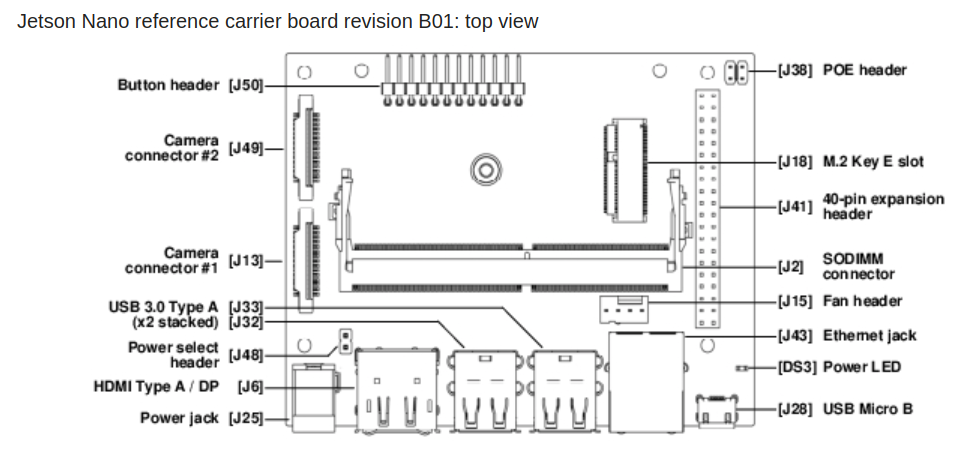 Jetson Nano reference carrier board revision B01: top view
Button header [J50]
Camera
connector #2 [J49]
Camera
connector #1 [J13]
USB 3.0 Type A [J33]
(x2 stacked) [J32]
Power select
header [J48]
HDMI Type A / DP [J6]
Power jack [J25]
[J38] POE header
[J18] M.2 Key E slot
[J41] 40-pin expansion
header
[J2] SODIMM
connector
[J15] Fan header
[J43] Ethernet jack
[DS3] Power LED
[J28] USB Micro B